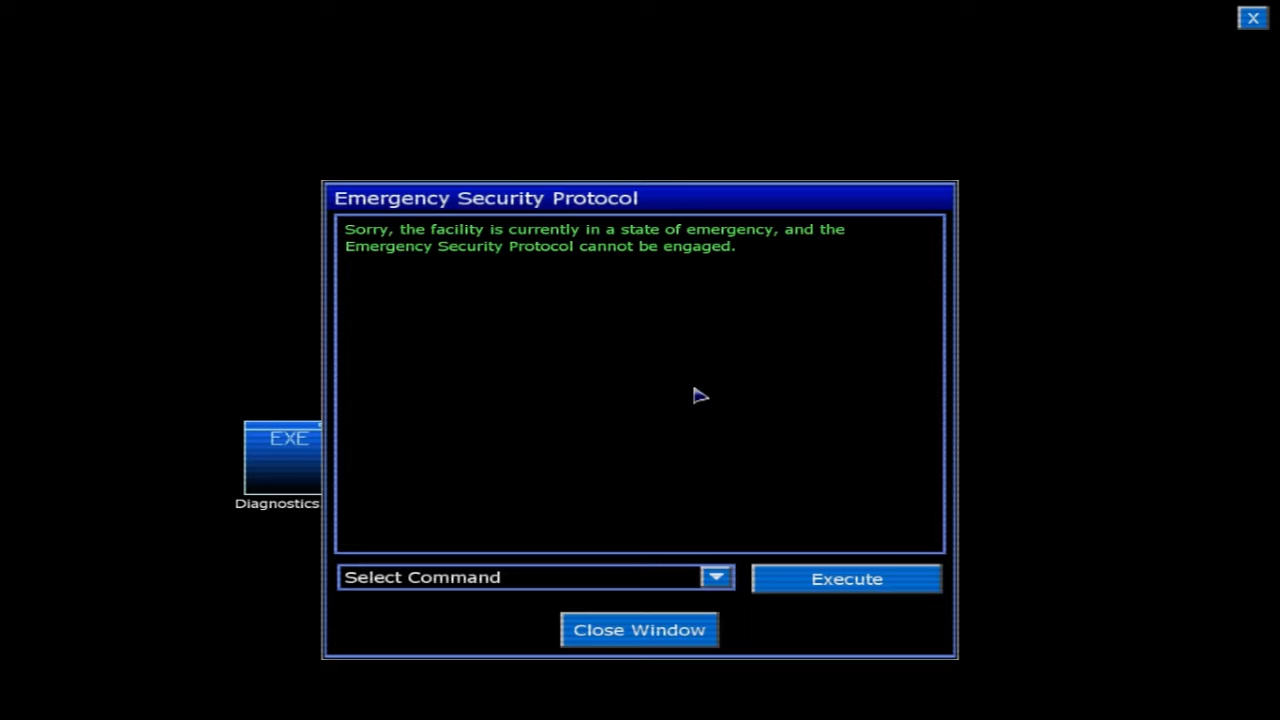 X
Emergency Security Protocol
Sorry, the facility is currently in a state of emergency, and the
Emergency Security Protocol cannot be engaged.
EXE
Diagnostics
Select Command
Execute
Close Window